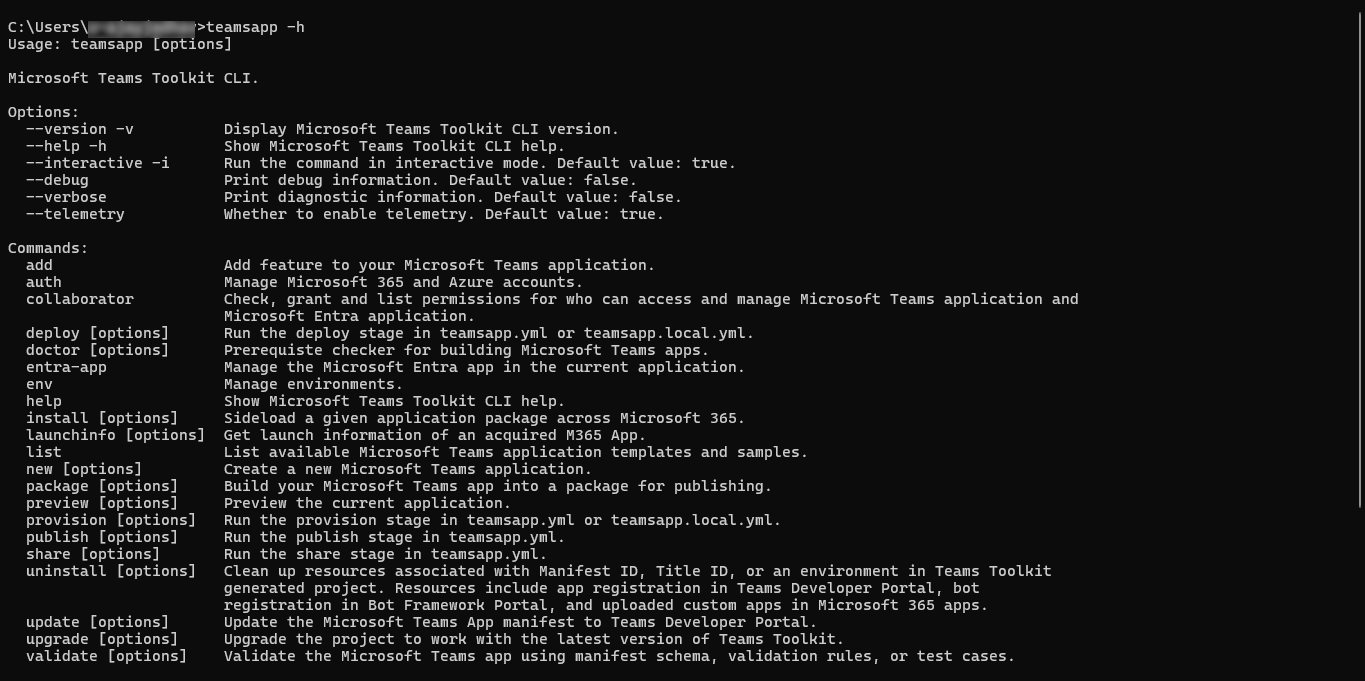 C:\Users\>teamsapp -h
Usage: teamsapp [options]
Microsoft Teams Toolkit CLI.
Options:
--version -v Display Microsoft Teams Toolkit CLI version.
--help -h Show Microsoft Teams Toolkit CLI help.
--interactive -i Run the command in interactive mode. Default value: true.
--debug Print debug information. Default value: false.
--verbose Print diagnostic information. Default value: false.
--telemetry Whether to enable telemetry. Default value: true.
Commands:
add Add feature to your Microsoft Teams application.
auth Manage Microsoft 365 and Azure accounts.
collaborator Check, grant and list permissions for who can access and manage Microsoft Teams application and
Microsoft Entra application.
deploy [options] Run the deploy stage in teamsapp.yml or teamsapp.local.yml.
doctor [options] Prerequiste checker for building Microsoft Teams apps.
entra-app Manage the Microsoft Entra app in the current application.
env Manage environments.
help Show Microsoft Teams Toolkit CLI help.
install [options] Sideload a given application package across Microsoft 365.
launchinfo [options] Get launch information of an acquired M365 App.
list List available Microsoft Teams application templates and samples.
new [options] Create a new Microsoft Teams application.
package [options] Build your Microsoft Teams app into a package for publishing.
preview [options] Preview the current application.
provision [options] Run the provision stage in teamsapp.yml or teamsapp.local.yml.
publish [options] Run the publish stage in teamsapp.yml.
share [options] Run the share stage in teamsapp.yml.
uninstall [options] Clean up resources associated with Manifest ID, Title ID, or an environment in Teams Toolkit
generated project. Resources include app registration in Teams Developer Portal, bot
registration in Bot Framework Portal, and uploaded custom apps in Microsoft 365 apps.
update [options] Update the Microsoft Teams App manifest to Teams Developer Portal.
upgrade [options] Upgrade the project to work with the latest version of Teams Toolkit.
validate [options] Validate the Microsoft Teams app using manifest schema, validation rules, or test cases.